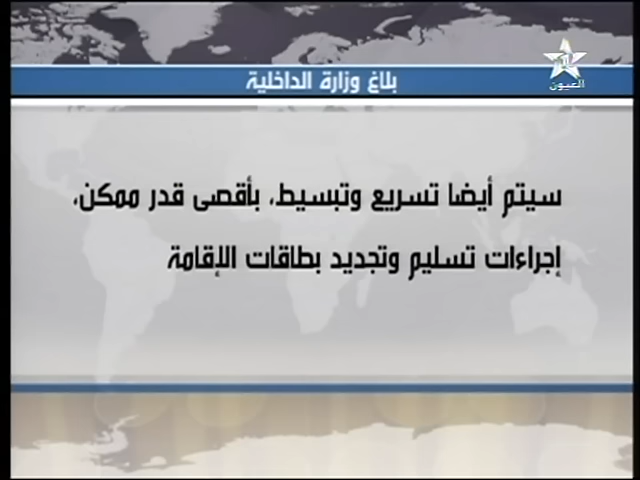 العيون
بلاغ وزارة الداخلية
سيتم أيضا تسريع وتبسيط، بأقصى قدر ممكن،
إجراءات تسليم وتجديد بطاقات الإقامة